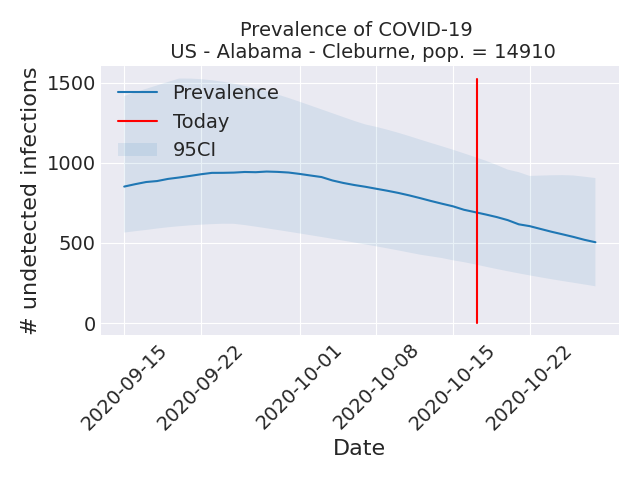 Prevalence of COVID-19
US - Alabama - Cleburne, pop. = 14910
# undetected infections
1500
1000
500
0
Prevalence
Today
95CI
2020-09-15
2020-09-22
2020-10-01
2020-10-08
2020-10-15
2020-10-22
Date